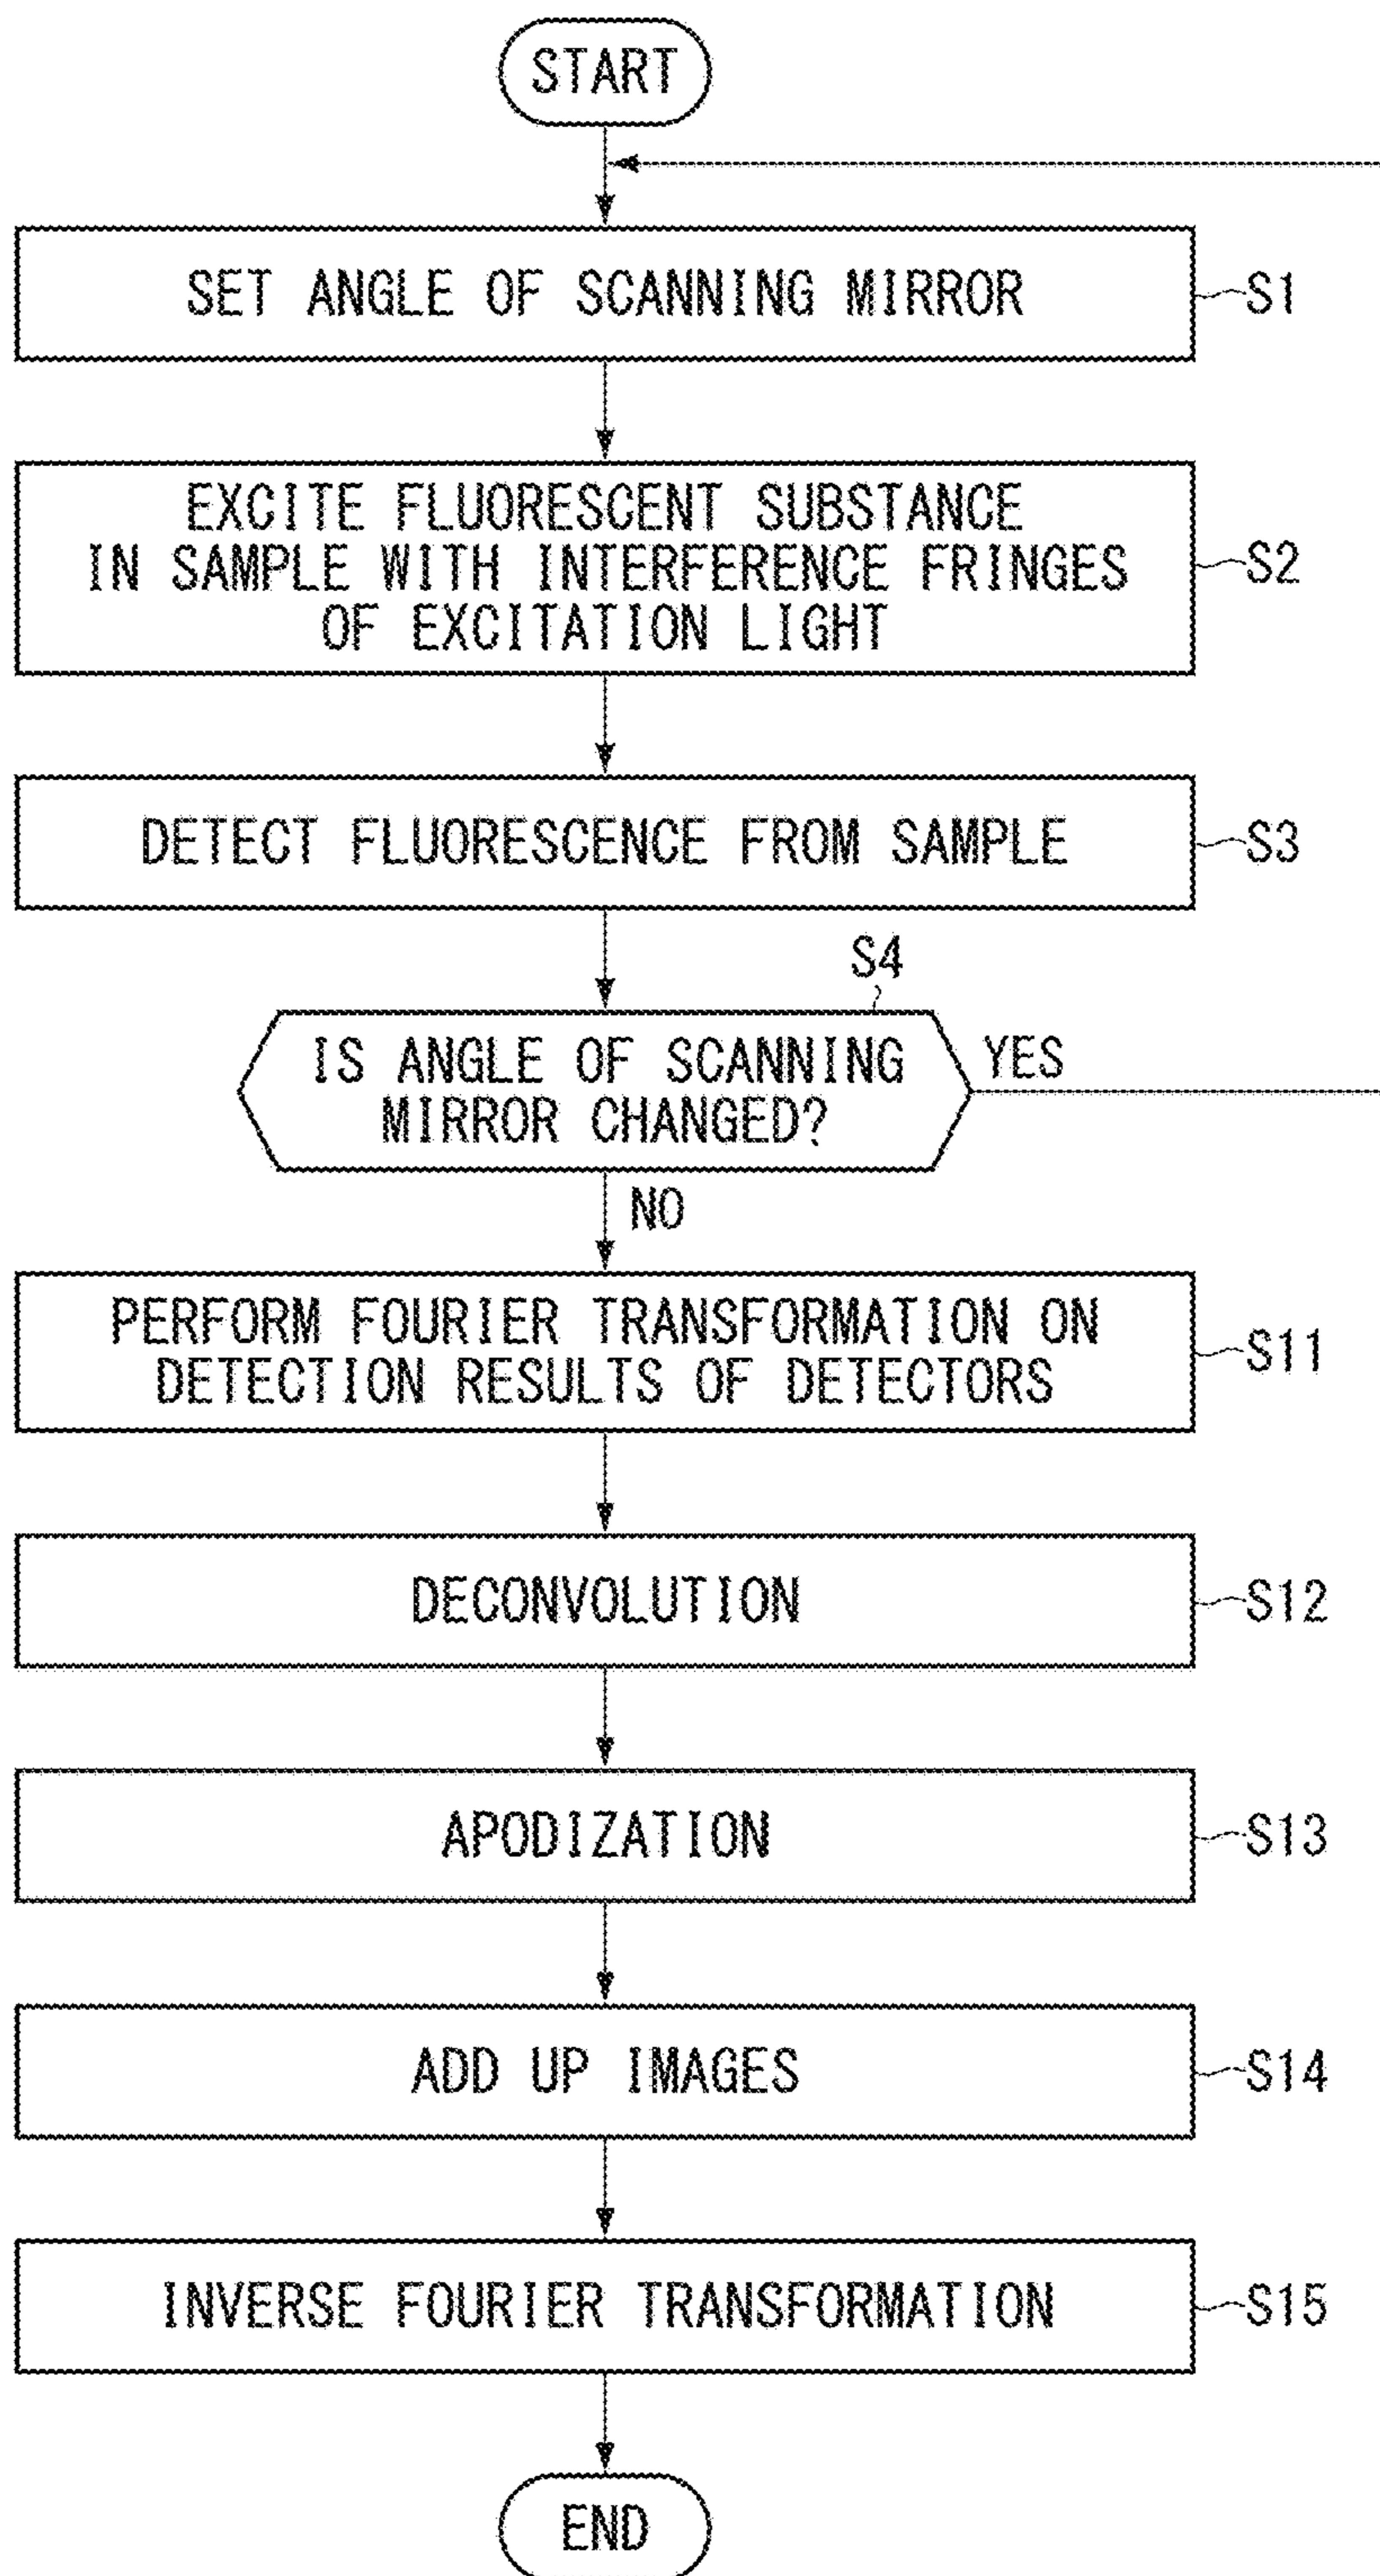 START
SET ANGLE OF SCANNING MIRROR
S1
EXCITE FLUORESCENT SUBSTANCE
IN SAMPLE WITH INTERFERENCE FRINGES
OF EXCITATION LIGHT
S2
DETECT FLUORESCENCE FROM SAMPLE
S3
S4
IS ANGLE OF SCANNING
MIRROR CHANGED?
YES
NO
PERFORM FOURIER TRANSFORMATION ON
DETECTION RESULTS OF DETECTORS
S11
DECONVOLUTION
S12
APODIZATION
S13
ADD UP IMAGES
S14
INVERSE FOURIER TRANSFORMATION
S15
END